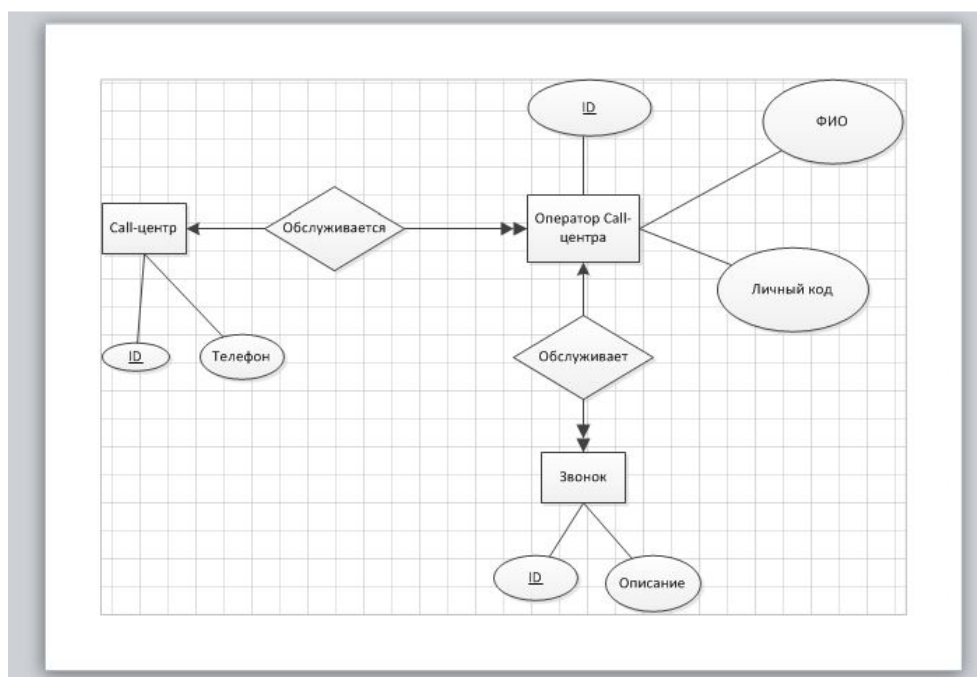 ID
ФИО
Call-центр
Обслуживается
Оператор Call-
центра
Личный код
ID
Телефон
Обслуживает
Звонок
ID
Описание